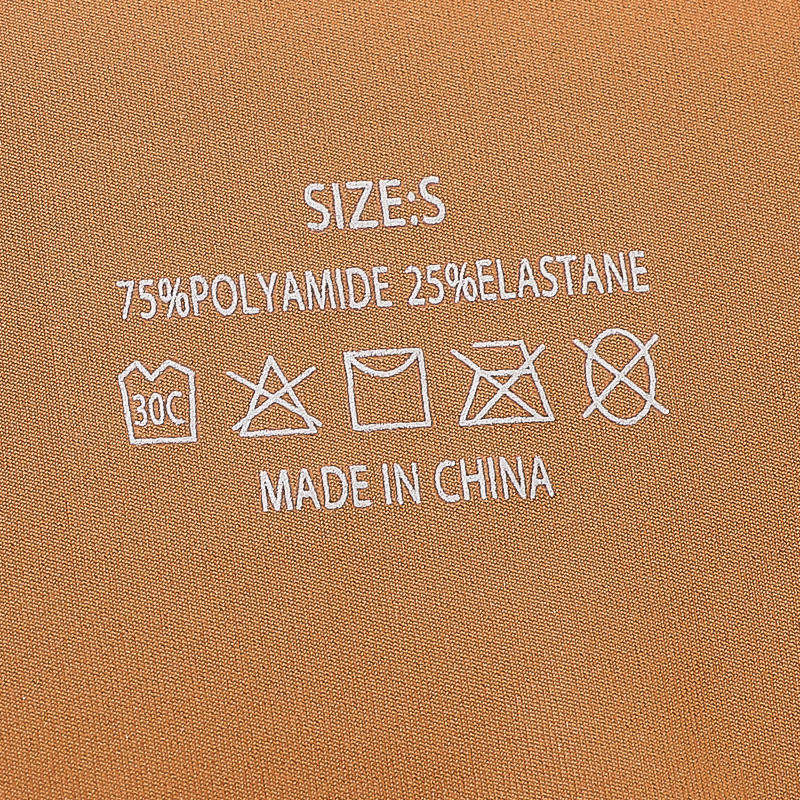 SIZE:S
75%POLYAMIDE 25%ELASTANE
30C
MADE IN CHINA